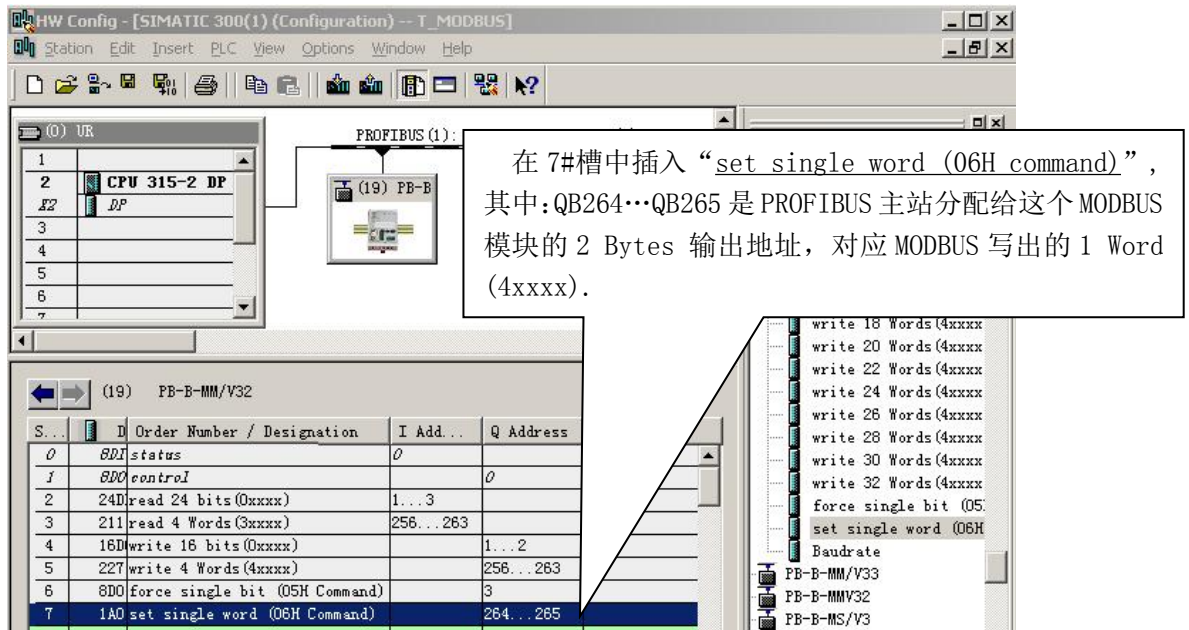 HW Config - [SIMATIC 300(1) (Configuration) -- T_MODBUS]
Station Edit Insert PLC View Options Window Help
(0) UR
1
2 CPU 315-2 DP
X2 DP
3
4
5
6
7
PROFIBUS(1):
(19) PB-B
在 7#槽中插入“set single word (06H command)”,
其中:QB264…QB265 是 PROFIBUS 主站分配给这个 MODBUS
模块的 2 Bytes 输出地址，对应 MODBUS 写出的 1 Word
(4xxxx).
write 18 Words(4xxxx
write 20 Words(4xxxx
write 22 Words(4xxxx
write 24 Words(4xxxx
write 26 Words(4xxxx
write 28 Words(4xxxx
write 30 Words(4xxxx
write 32 Words(4xxxx
force single bit (05
set single word (06H
Baudrate
PB-B-MM/V33
PB-B-MMV32
PB-B-MS/V3
(19) PB-B-MM/V32
S... D Order Number / Designation I Add... Q Address
0 8DI status 0
1 8DO control 0
2 24D read 24 bits(0xxxx) 1...3
3 211 read 4 Words(3xxxx) 256...263
4 16D write 16 bits(0xxxx) 1...2
5 227 write 4 Words(4xxxx) 256...263
6 8DO force single bit (05H Command) 3
7 1AO set single word (06H Command) 264...265